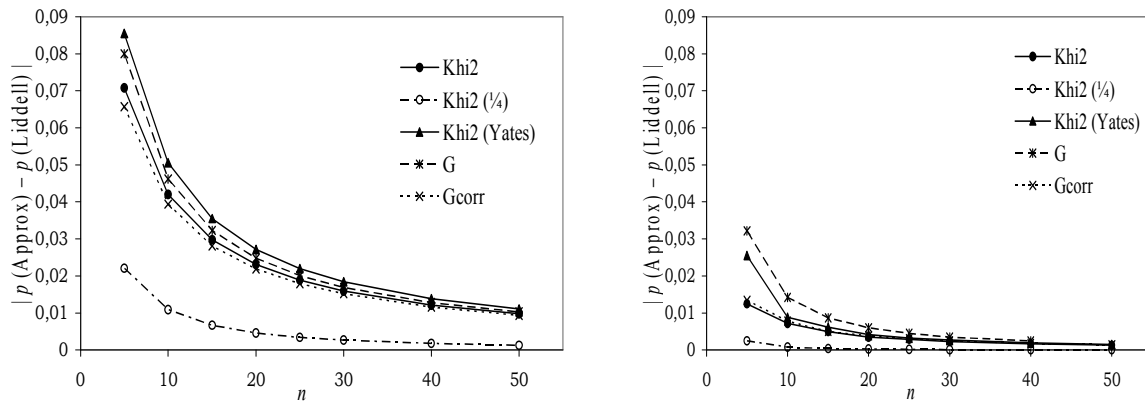 | p (Approx) – p (Liddell) |
0,09
0,08
0,07
0,06
0,05
0,04
0,03
0,02
0,01
0
0 10 20 30 40 50
n
Khi2
Khi2 (¼)
Khi2 (Yates)
G
Gcorr
| p (Approx) – p (Liddell) |
0,09
0,08
0,07
0,06
0,05
0,04
0,03
0,02
0,01
0
0 10 20 30 40 50
n
Khi2
Khi2 (¼)
Khi2 (Yates)
G
Gcorr